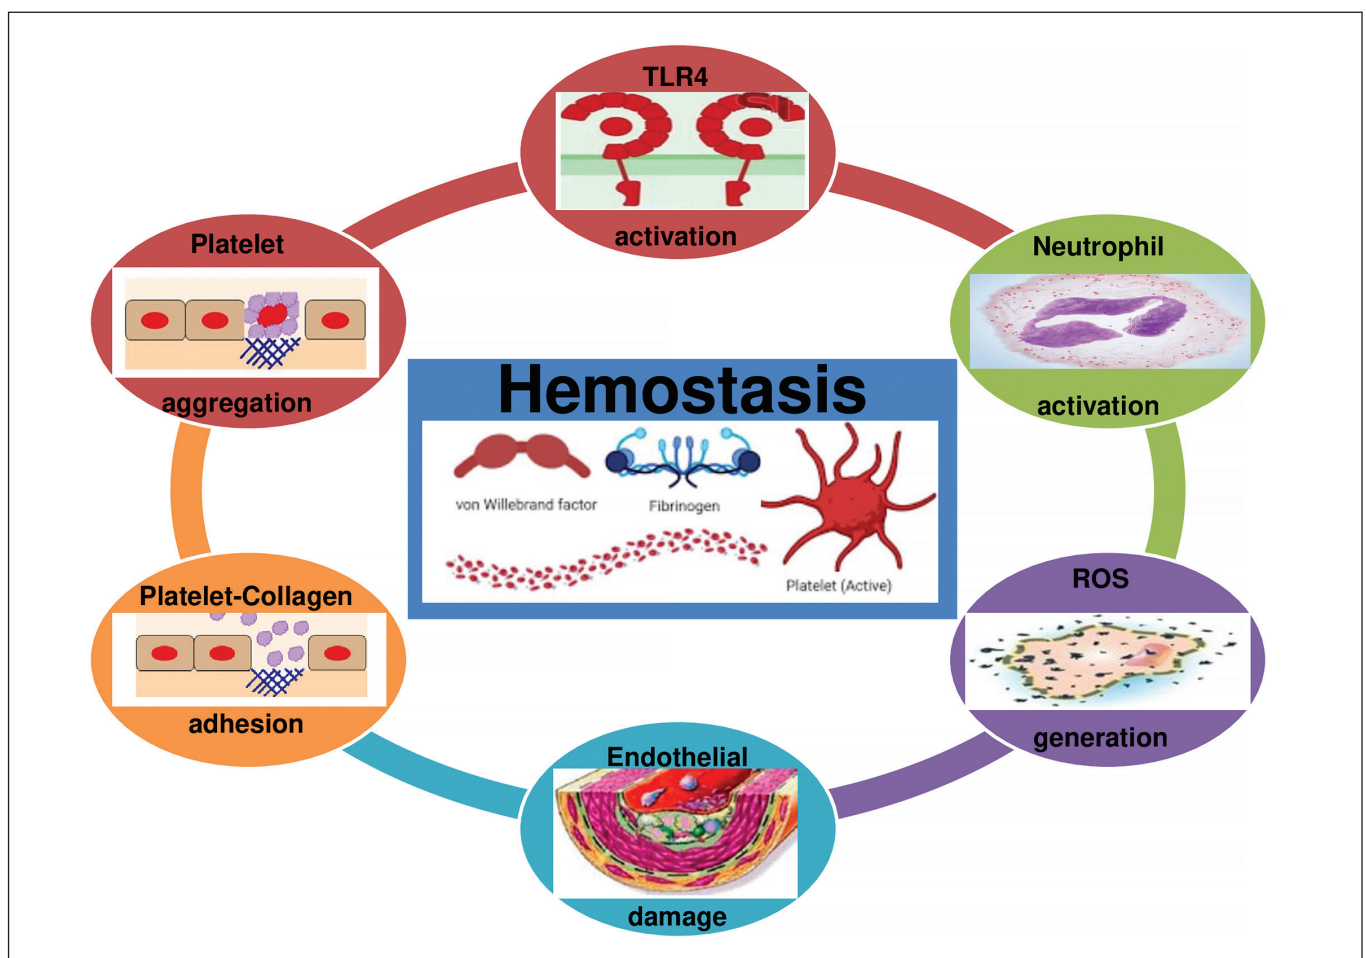 TLR4
activation
Neutrophil
activation
ROS
generation
Endothelial
damage
Platelet-Collagen
adhesion
Platelet
aggregation
Hemostasis
von Willebrand factor
Fibrinogen
Platelet (Active)